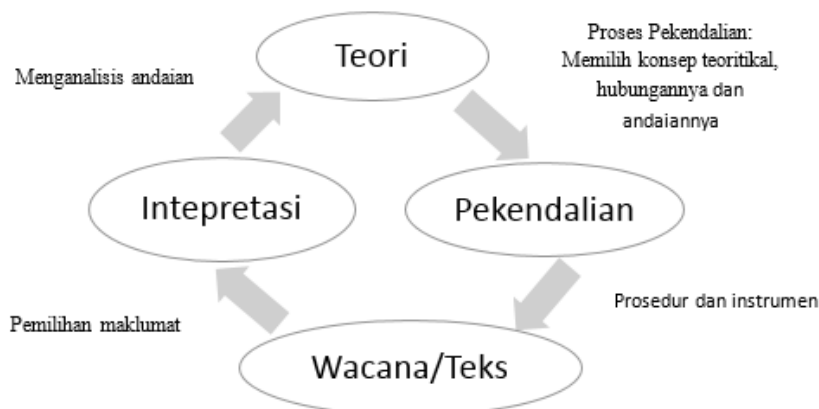 Teori
Proses Pekendalian:
Memilih konsep teoritikal,
hubungannya dan
andaiannya
Menganalisis andaian
Intepretasi
Pekendalian
Prosedur dan instrumen
Pemilihan maklumat
Wacana/Teks